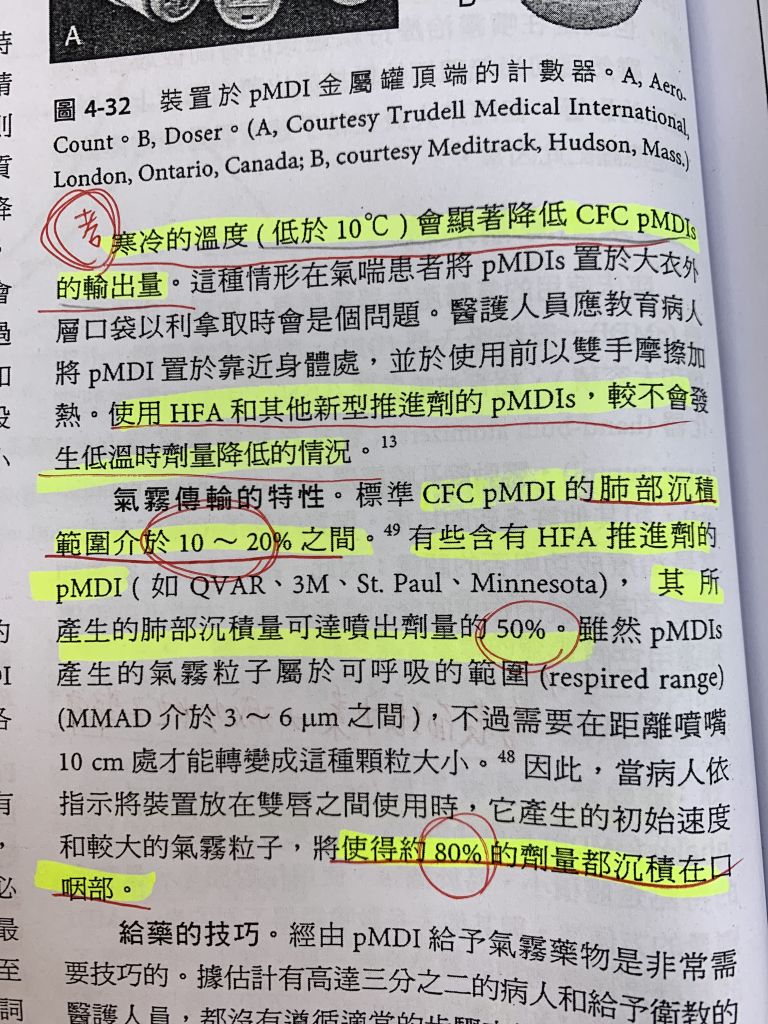 A
圖 4-32 裝置於 pMDI 金屬罐頂端的計數器。A, Aero-
Count。B, Doser。(A, Courtesy Trudell Medical International,
London, Ontario, Canada; B, courtesy Meditrack, Hudson, Mass.)
考
寒冷的溫度 (低於 10℃) 會顯著降低 CFC pMDIs
的輸出量。這種情形在氣喘患者將 pMDIs 置於大衣外
層口袋以利拿取時會是個問題。醫護人員應教育病人
將 pMDI 置於靠近身體處，並於使用前以雙手摩擦加
熱。使用 HFA 和其他新型推進劑的 pMDIs，較不會發
生低溫時劑量降低的情況。13
氣霧傳輸的特性。標準 CFC pMDI 的肺部沉積
範圍介於 10～20% 之間。49 有些含有 HFA 推進劑的
pMDI (如 QVAR、3M、St. Paul、Minnesota)，其所
產生的肺部沉積量可達噴出劑量的 50%。雖然 pMDIs
產生的氣霧粒子屬於可呼吸的範圍 (respired range)
(MMAD 介於 3～6 μm 之間)，不過需要在距離噴嘴
10 cm 處才能轉變成這種顆粒大小。48 因此，當病人依
指示將裝置放在雙唇之間使用時，它產生的初始速度
和較大的氣霧粒子，將使得約 80% 的劑量都沉積在口
咽部。
給藥的技巧。經由 pMDI 給予氣霧藥物是非常需
要技巧的。據估計有高達三分之二的病人和給予衛教的
醫護人員，都沒有遵循適當的步驟